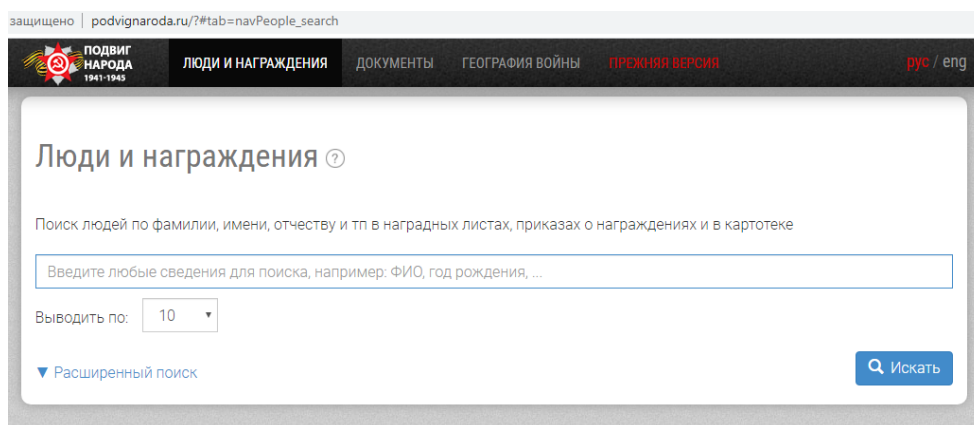 защищено | podvignaroda.ru/?#tab=navPeople_search
ПОДВИГ
НАРОДА
1941-1945
ЛЮДИ И НАГРАЖДЕНИЯ ДОКУМЕНТЫ ГЕОГРАФИЯ ВОЙНЫ ПРЕЖНЯЯ ВЕРСИЯ рус / eng
Люди и награждения ?
Поиск людей по фамилии, имени, отчеству и тп в наградных листах, приказах о награждениях и в картотеке
Введите любые сведения для поиска, например: ФИО, год рождения, ...
Выводить по: 10
▼ Расширенный поиск
Искать